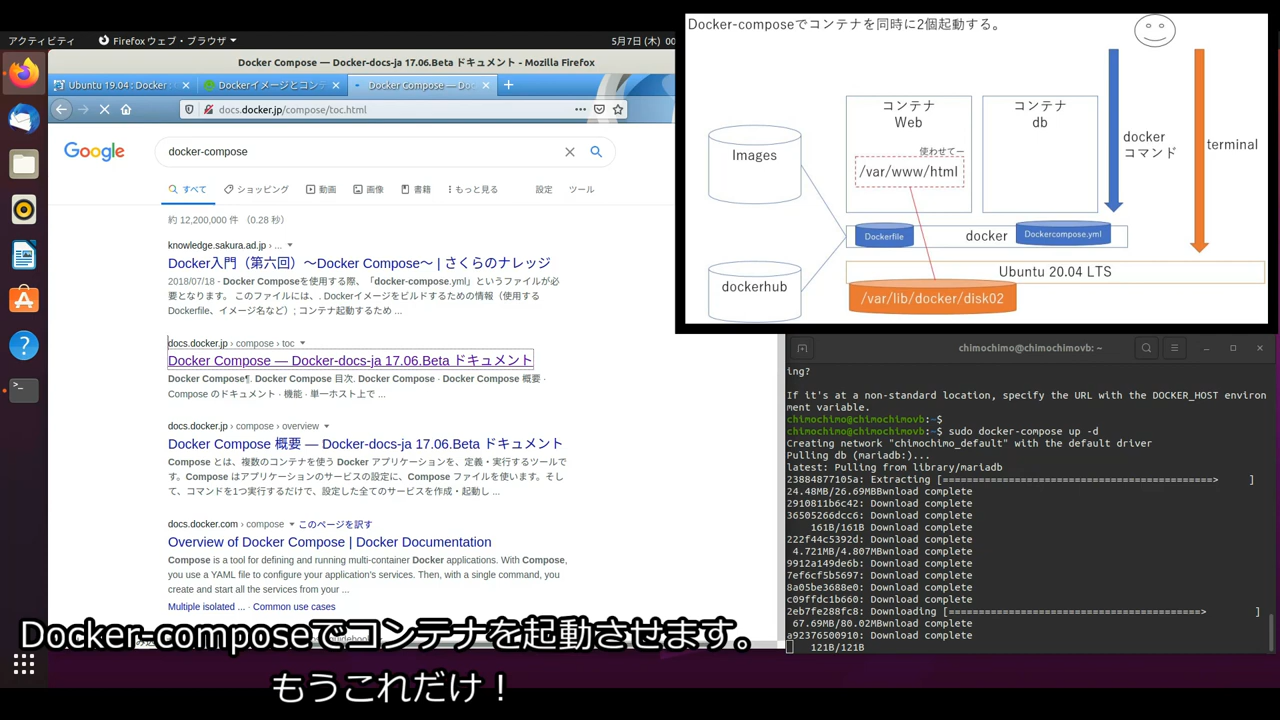 アクティビティ
Firefox ウェブ・ブラウザ
5月7日 (木) 00
Docker Compose — Docker-docs-ja 17.06.Beta ドキュメント - Mozilla Firefox
Ubuntu 19.04 : Docker :
Dockerイメージとコンテ
Docker Compose — Doc
docs.docker.jp/compose/toc.html
Google
docker-compose
すべて
ショッピング
動画
画像
書籍
もっと見る
設定
ツール
約 12,200,000 件 (0.28 秒)
knowledge.sakura.ad.jp › ...
Docker入門（第六回）〜Docker Compose〜 | さくらのナレッジ
2018/07/18 - Docker Composeを使用する際、「docker-compose.yml」というファイルが必
要となります。 このファイルには、. Dockerイメージをビルドするための情報（使用する
Dockerfile、イメージ名など）; コンテナ起動するため ...
docs.docker.jp › compose › toc
Docker Compose — Docker-docs-ja 17.06.Beta ドキュメント
Docker Compose¶. Docker Compose 目次. Docker Compose · Docker Compose 概要 ·
Compose のドキュメント · 機能 · 単一ホスト上で ...
docs.docker.jp › compose › overview
Docker Compose 概要 — Docker-docs-ja 17.06.Beta ドキュメント
Compose とは、複数のコンテナを使う Docker アプリケーションを、定義・実行するツールで
す。Compose はアプリケーションのサービスの設定に、Compose ファイルを使います。そし
て、コマンドを1つ実行するだけで、設定した全てのサービスを作成・起動し ...
docs.docker.com › compose
このページを訳す
Overview of Docker Compose | Docker Documentation
Compose is a tool for defining and running multi-container Docker applications. With Compose,
you use a YAML file to configure your application's services. Then, with a single command, you
create and start all the services from your ...
Multiple isolated ... · Common use cases
Docker-composeでコンテナを起動させます。
もうこれだけ！
Docker-composeでコンテナを同時に2個起動する。
コンテナ
Web
コンテナ
db
docker
コマンド
terminal
Images
使わせてー
/var/www/html
Dockerfile
docker
Dockercompose.yml
Ubuntu 20.04 LTS
dockerhub
/var/lib/docker/disk02
chimochimo@chimochimovb: ~
ing?
If it's at a non-standard location, specify the URL with the DOCKER_HOST environ
ment variable.
chimochimo@chimochimovb:~$
chimochimo@chimochimovb:~$ sudo docker-compose up -d
Creating network "chimochimo_default" with the default driver
Pulling db (mariadb:)...
latest: Pulling from library/mariadb
23884877105a: Extracting [============================================> ]
24.48MB/26.69MBBwnload complete
2910811b6c42: Download complete
36505266dcc6: Download complete
161B/161B Download complete
222f44c5392d: Download complete
4.721MB/4.807MBwnload complete
9912a149de6b: Download complete
7ef6cf5b5697: Download complete
8a05be3688e0: Download complete
c09ffdc1b660: Download complete
2eb7fe288fc8: Downloading [==========================================> ]
67.69MB/80.02MBwnload complete
a92376500910: Download complete
121B/121B